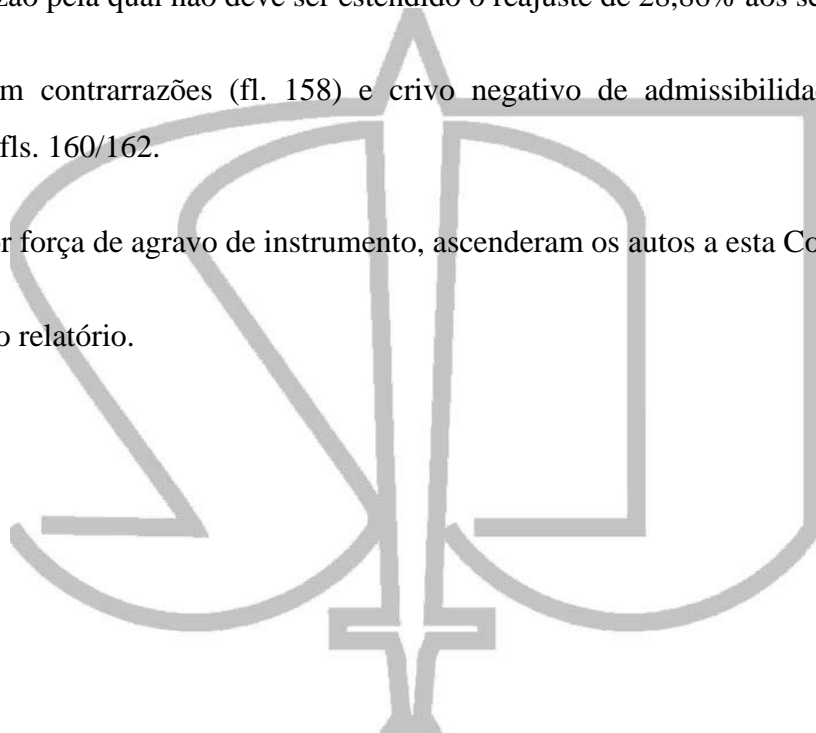 zão pela qual não deve ser estendido o reajuste de 28,86% aos se
m contrarrazões (fl. 158) e crivo negativo de admissibilida
fls. 160/162.
r força de agravo de instrumento, ascenderam os autos a esta Co
o relatório.